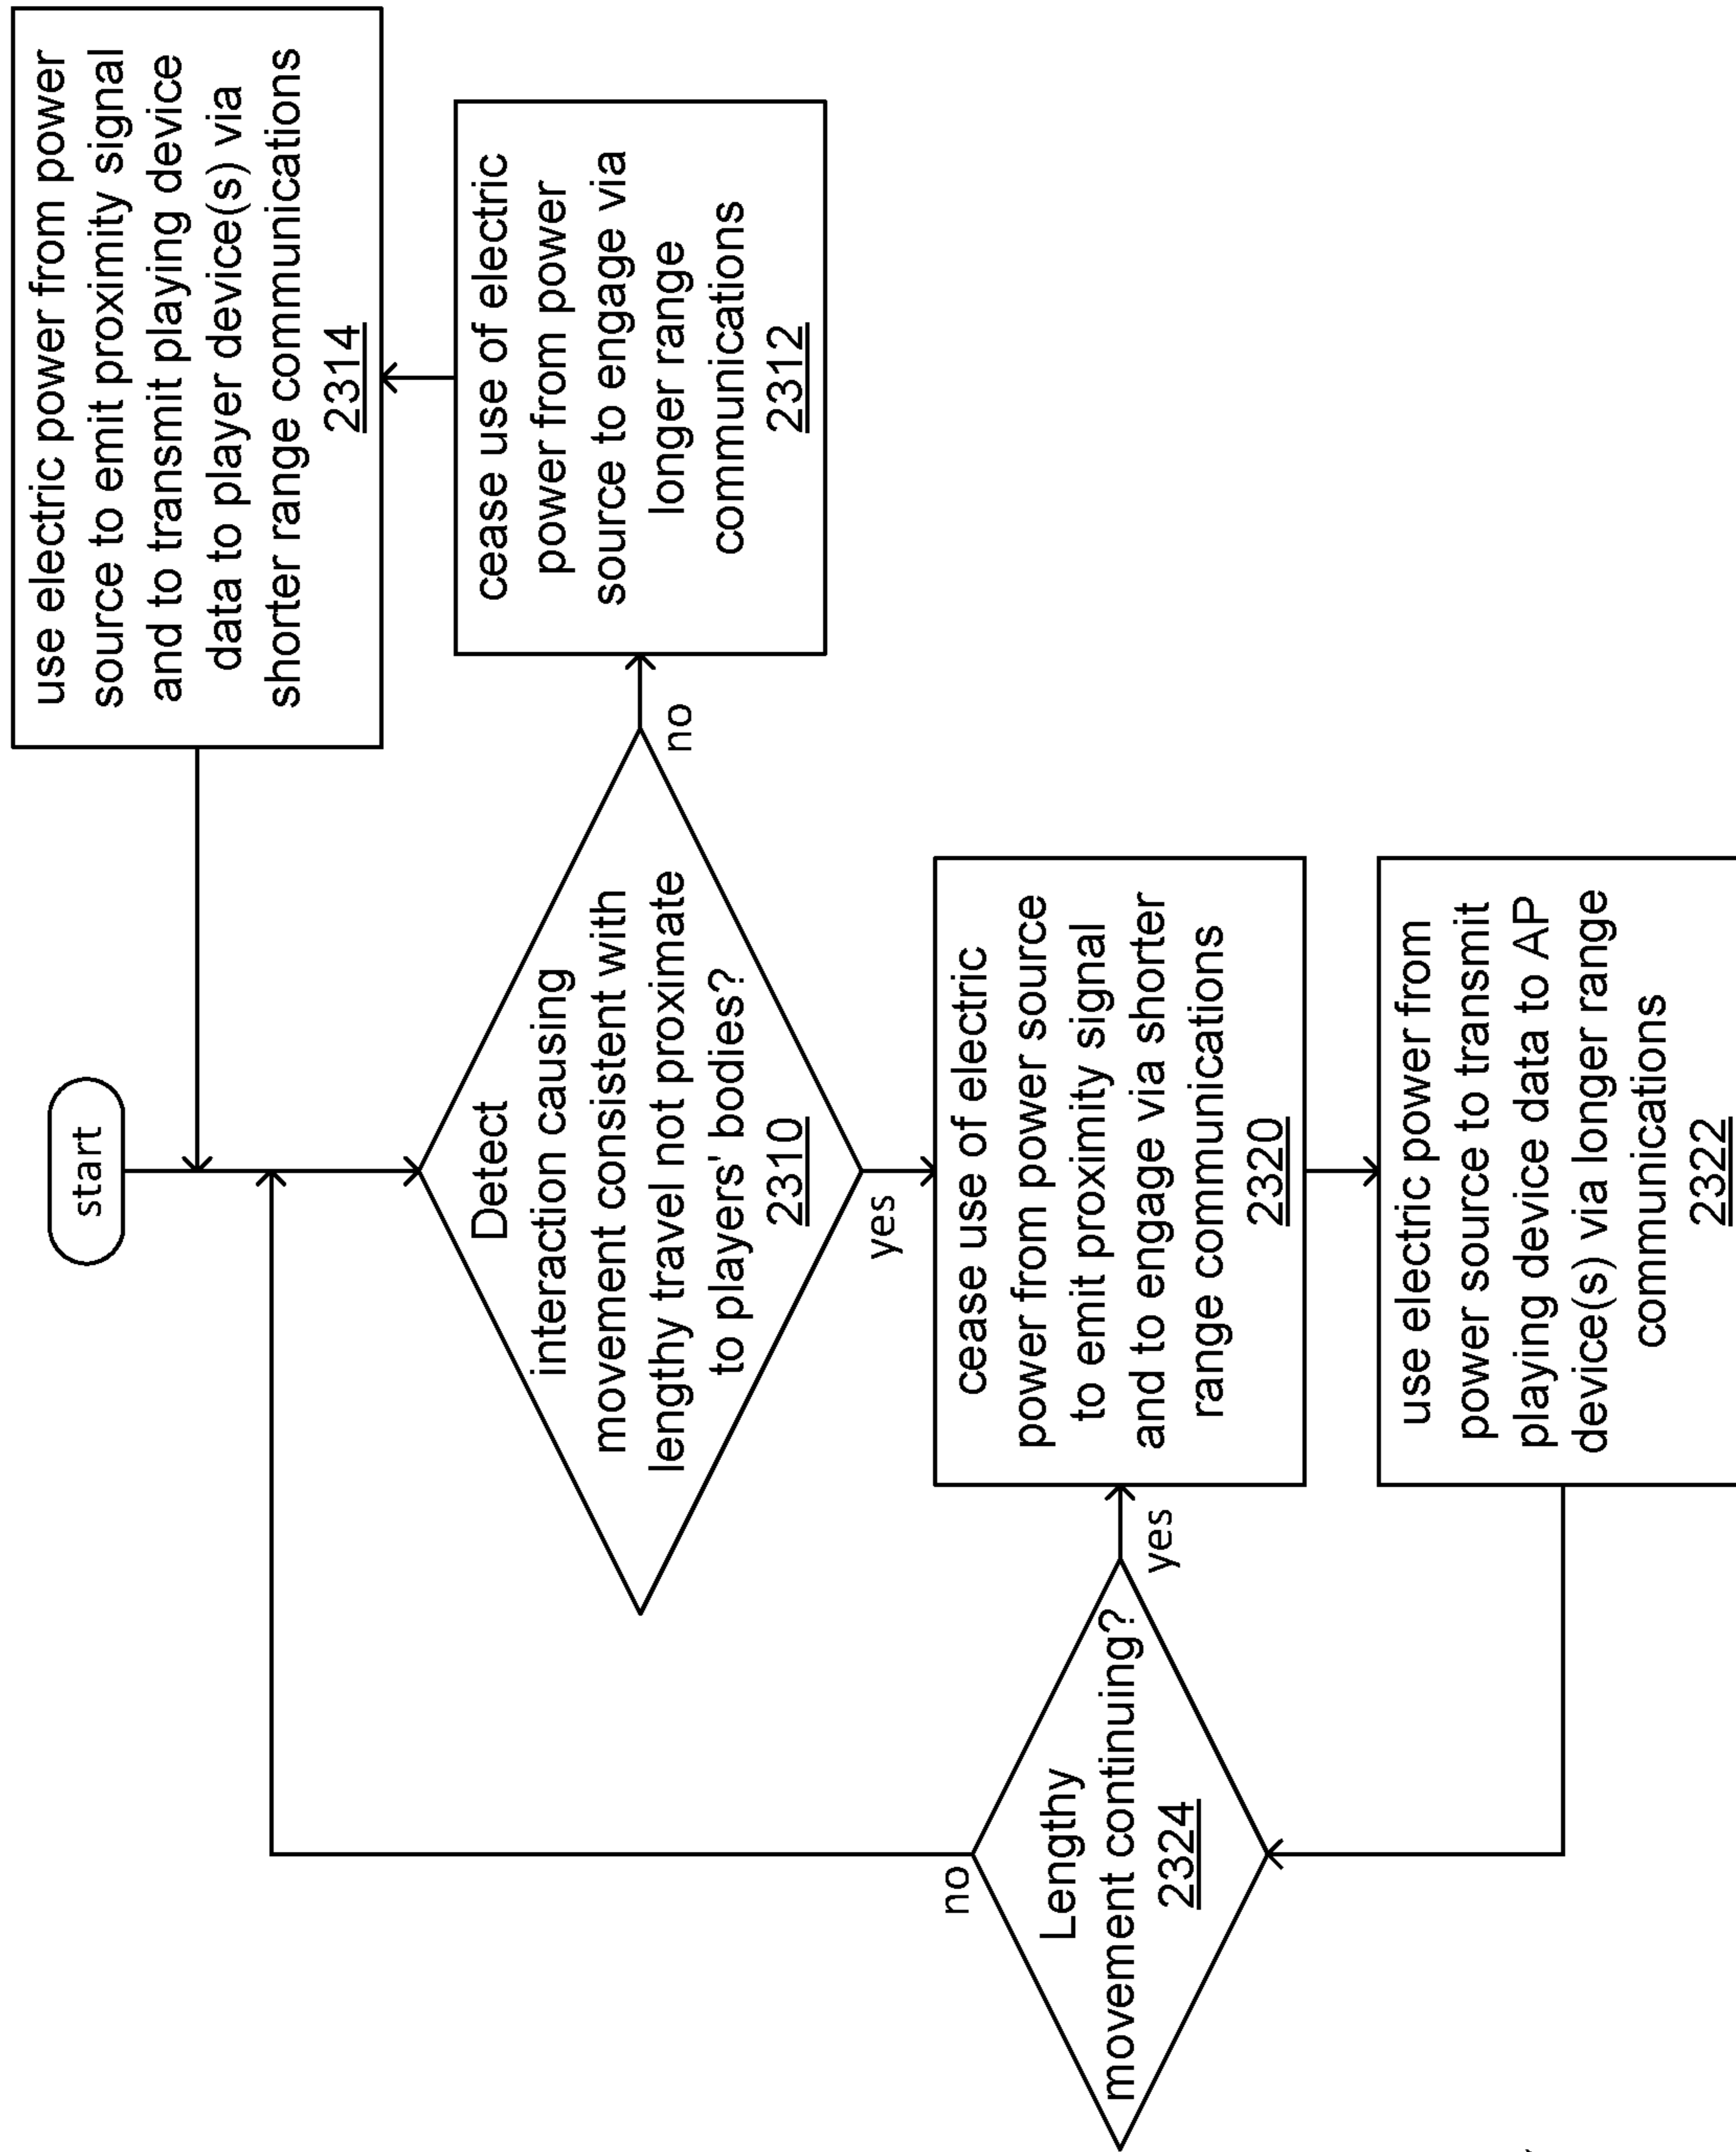 start
Detect
interaction causing
movement consistent with
lengthy travel not proximate
to players' bodies?
2310
no
cease use of electric
power from power
source to engage via
longer range
communications
2312
use electric power from power
source to emit proximity signal
and to transmit playing device
data to player device(s) via
shorter range communications
2314
yes
cease use of electric
power from power source
to emit proximity signal
and to engage via shorter
range communications
2320
use electric power from
power source to transmit
playing device data to AP
device(s) via longer range
communications
2322
Lengthy
movement continuing?
2324
yes
no